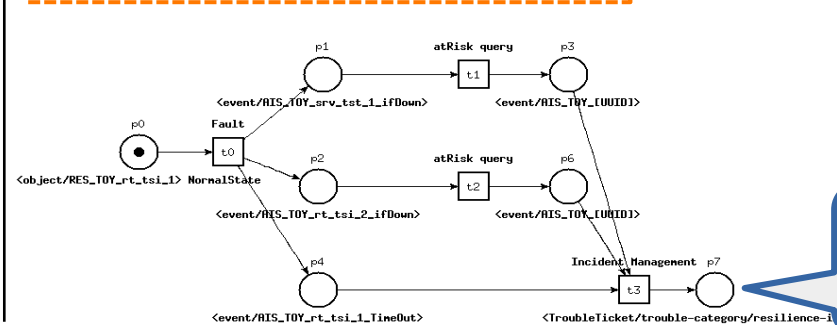 p1
atRisk query
p3
t1
<event/AIS_TOY_srv_tst_1_ifDown>
<event/AIS_TOY_[UUID]>
p0
Fault
t0
<object/RES_TOY_rt_tsi_1> NormalState
p2
atRisk query
p6
t2
<event/AIS_TOY_rt_tsi_2_ifDown>
<event/AIS_TOY_[UUID]>
p4
Incident Management
p7
t3
<event/AIS_TOY_rt_tsi_1_TimeOut>
<TroubleTicket/trouble-category/resilience-i